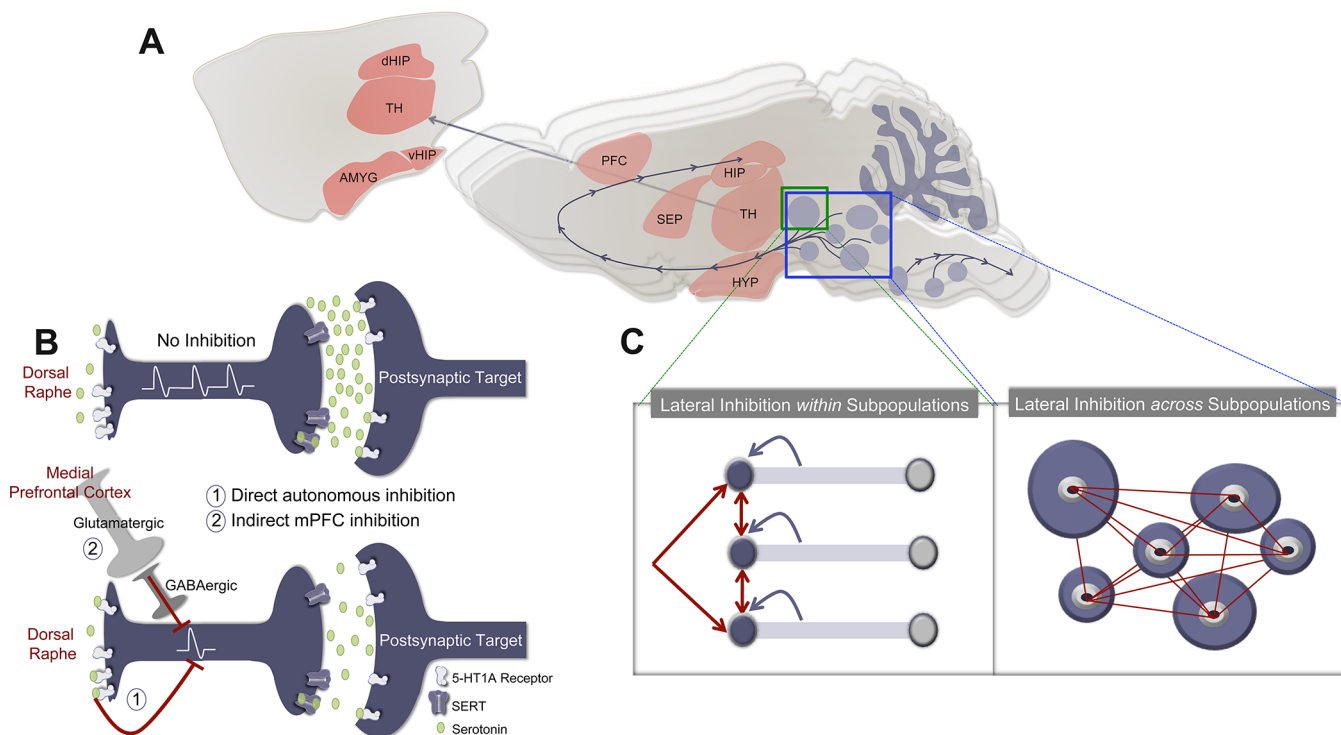 A
dHIP
TH
vHIP
AMYG
PFC
HIP
SEP
TH
HYP
B
No Inhibition
Dorsal
Raphe
Postsynaptic Target
Medial
Prefrontal Cortex
Glutamatergic
2
GABAergic
1 Direct autonomous inhibition
2 Indirect mPFC inhibition
Dorsal
Raphe
1
Postsynaptic Target
5-HT1A Receptor
SERT
Serotonin
C
Lateral Inhibition within Subpopulations
Lateral Inhibition across Subpopulations